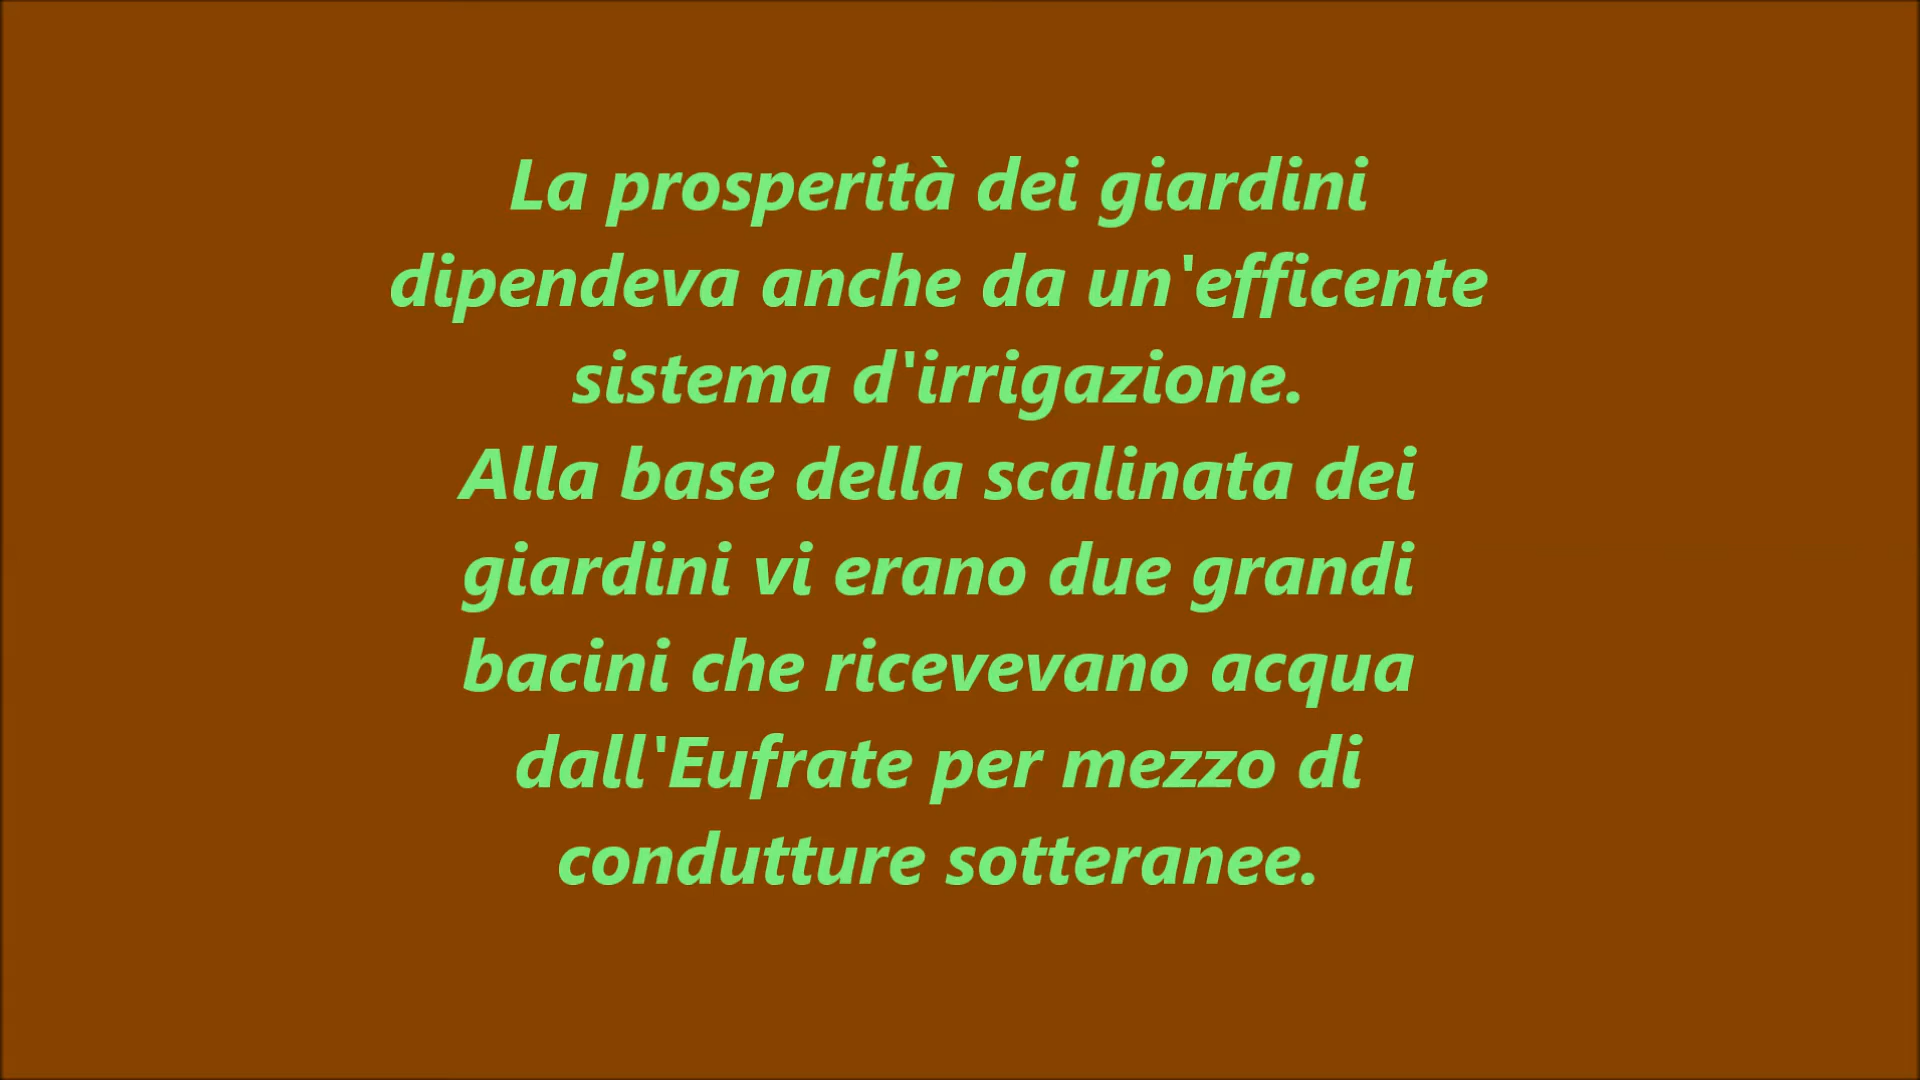 La prosperità dei giardini
dipendeva anche da un'efficente
sistema d'irrigazione.
Alla base della scalinata dei
giardini vi erano due grandi
bacini che ricevevano acqua
dall'Eufrate per mezzo di
condutture sotteranee.